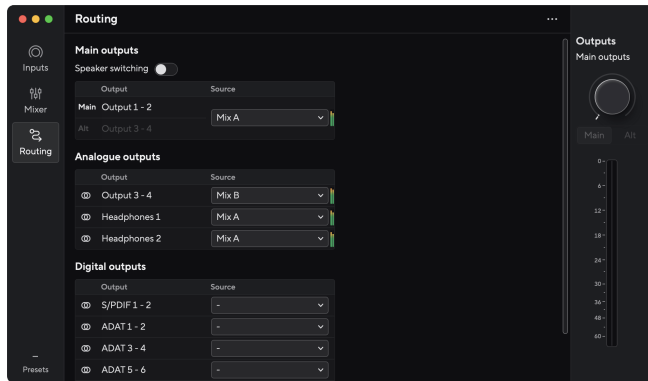 Routing
...
Inputs
Mixer
Routing
Presets
Main outputs
Speaker switching
Output Source
Main Output 1 - 2
Mix A
Alt Output 3 - 4
Analogue outputs
Output Source
Output 3 - 4 Mix B
Headphones 1 Mix A
Headphones 2 Mix A
Digital outputs
Output Source
S/PDIF 1 - 2 -
ADAT 1 - 2 -
ADAT 3 - 4 -
ADAT 5 - 6 -
Outputs
Main outputs
Main Alt
0
6
12
18
24
30
36
48
60